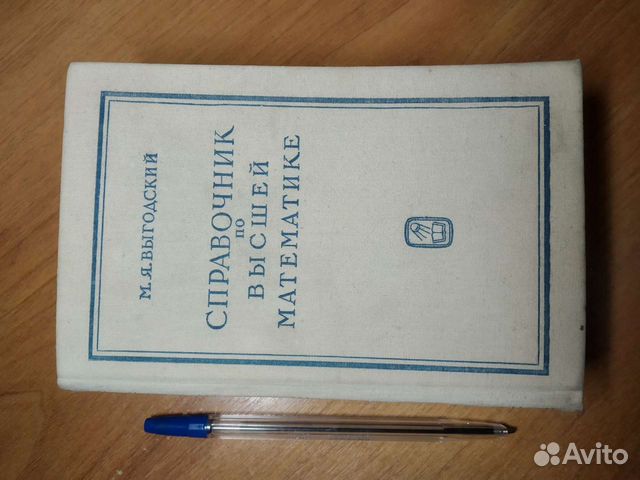 М.Я.ВЫГОДСКИЙ
СПРАВОЧНИК
ПО
ВЫСШЕЙ
МАТЕМАТИКЕ
Avito